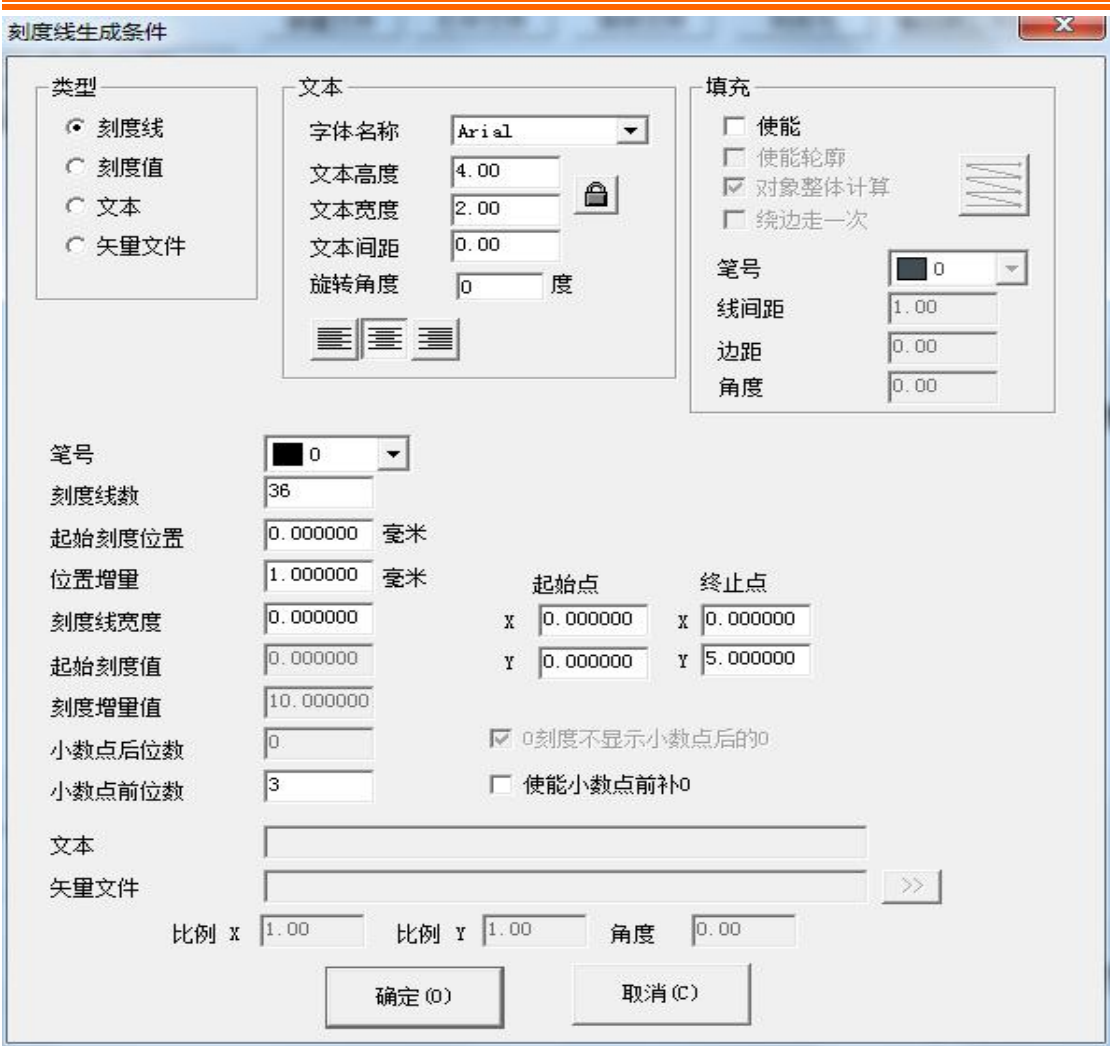 刻度线生成条件
类型
刻度线
刻度值
文本
矢量文件
文本
字体名称 Arial
文本高度 4.00
文本宽度 2.00
文本间距 0.00
旋转角度 0 度
填充
使能
使能轮廓
对象整体计算
绕边走一次
笔号 0
线间距 1.00
边距 0.00
角度 0.00
笔号 0
刻度线数 36
起始刻度位置 0.000000 毫米
位置增量 1.000000 毫米
刻度线宽度 0.000000
起始刻度值 0.000000
刻度增量值 10.000000
小数点后位数 0
小数点前位数 3
起始点 终止点
X 0.000000 X 0.000000
Y 0.000000 Y 5.000000
0刻度不显示小数点后的0
使能小数点前补0
文本
矢量文件 >>
比例 X 1.00 比例 Y 1.00 角度 0.00
确定(O) 取消(C)